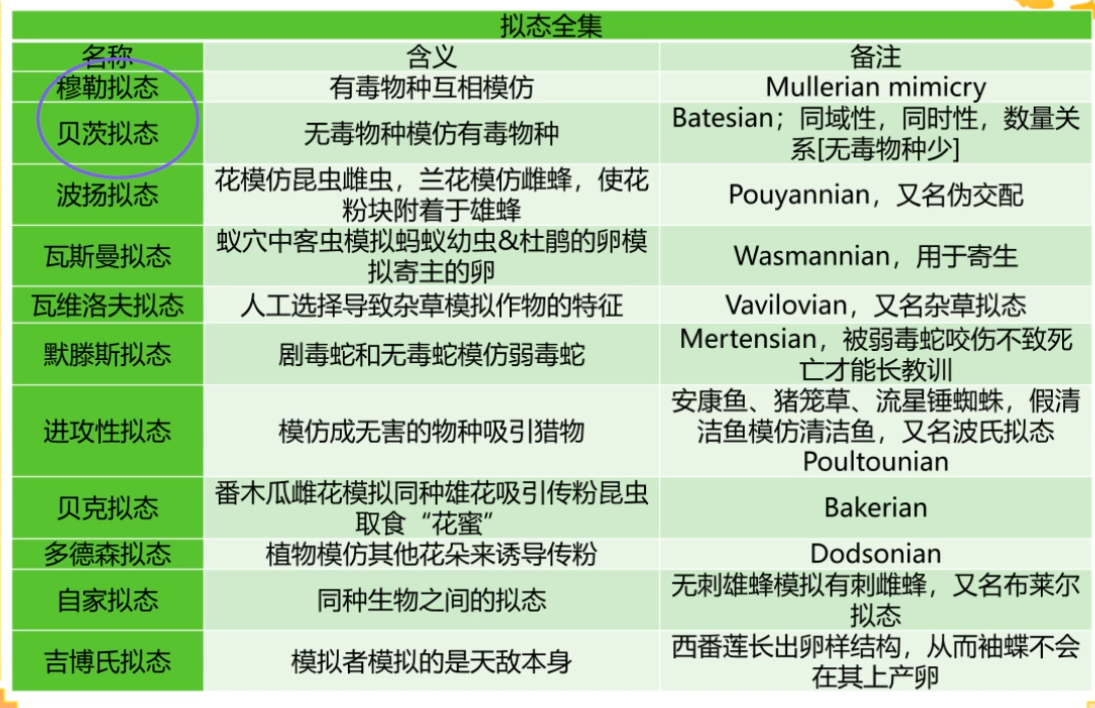 拟态全集
名称 含义 备注
穆勒拟态 有毒物种互相模仿 Mullerian mimicry
贝茨拟态 无毒物种模仿有毒物种 Batesian；同域性，同时性，数量关
系[无毒物种少]
波扬拟态 花模仿昆虫雌虫，兰花模仿雌蜂，使花
粉块附着于雄蜂 Pouyannian，又名伪交配
瓦斯曼拟态 蚁穴中客虫模拟蚂蚁幼虫&杜鹃的卵模
拟寄主的卵 Wasmannian，用于寄生
瓦维洛夫拟态 人工选择导致杂草模拟作物的特征 Vavilovian，又名杂草拟态
默滕斯拟态 剧毒蛇和无毒蛇模仿弱毒蛇 Mertensian，被弱毒蛇咬伤不致死
亡才能长教训
进攻性拟态 模仿成无害的物种吸引猎物 安康鱼、猪笼草、流星锤蜘蛛，假清
洁鱼模仿清洁鱼，又名波氏拟态
Poultounian
贝克拟态 番木瓜雌花模拟同种雄花吸引传粉昆虫
取食“花蜜” Bakerian
多德森拟态 植物模仿其他花朵来诱导传粉 Dodsonian
自家拟态 同种生物之间的拟态 无刺雄蜂模拟有刺雌蜂，又名布莱尔
拟态
吉博氏拟态 模拟者模拟的是天敌本身 西番莲长出卵样结构，从而袖蝶不会
在其上产卵